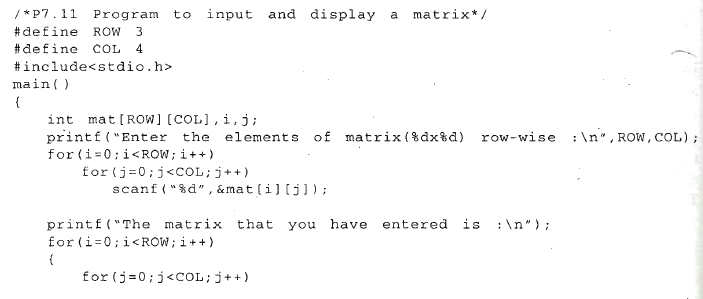 /*P7.11 Program to input and display a matrix*/
#define ROW 3
#define COL 4
#include<stdio.h>
main()
{
int mat[ROW][COL],i,j;
printf("Enter the elements of matrix(%dx%d) row-wise :\n",ROW,COL);
for(i=0;i<ROW;i++)
for(j=0;j<COL;j++)
scanf("%d",&mat[i][j]);
printf("The matrix that you have entered is :\n");
for(i=0;i<ROW;i++)
{
for(j=0;j<COL;j++)